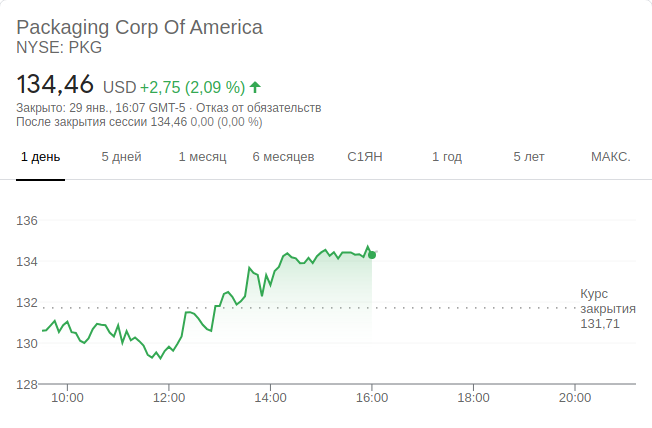 Packaging Corp Of America
NYSE: PKG
134,46 USD +2,75 (2,09 %)
Закрыто: 29 янв., 16:07 GMT-5 · Отказ от обязательств
После закрытия сессии 134,46 0,00 (0,00 %)
1 день 5 дней 1 месяц 6 месяцев С1ЯН 1 год 5 лет МАКС.
136
134
132
130
128
Курс
закрытия
131,71
10:00 12:00 14:00 16:00 18:00 20:00